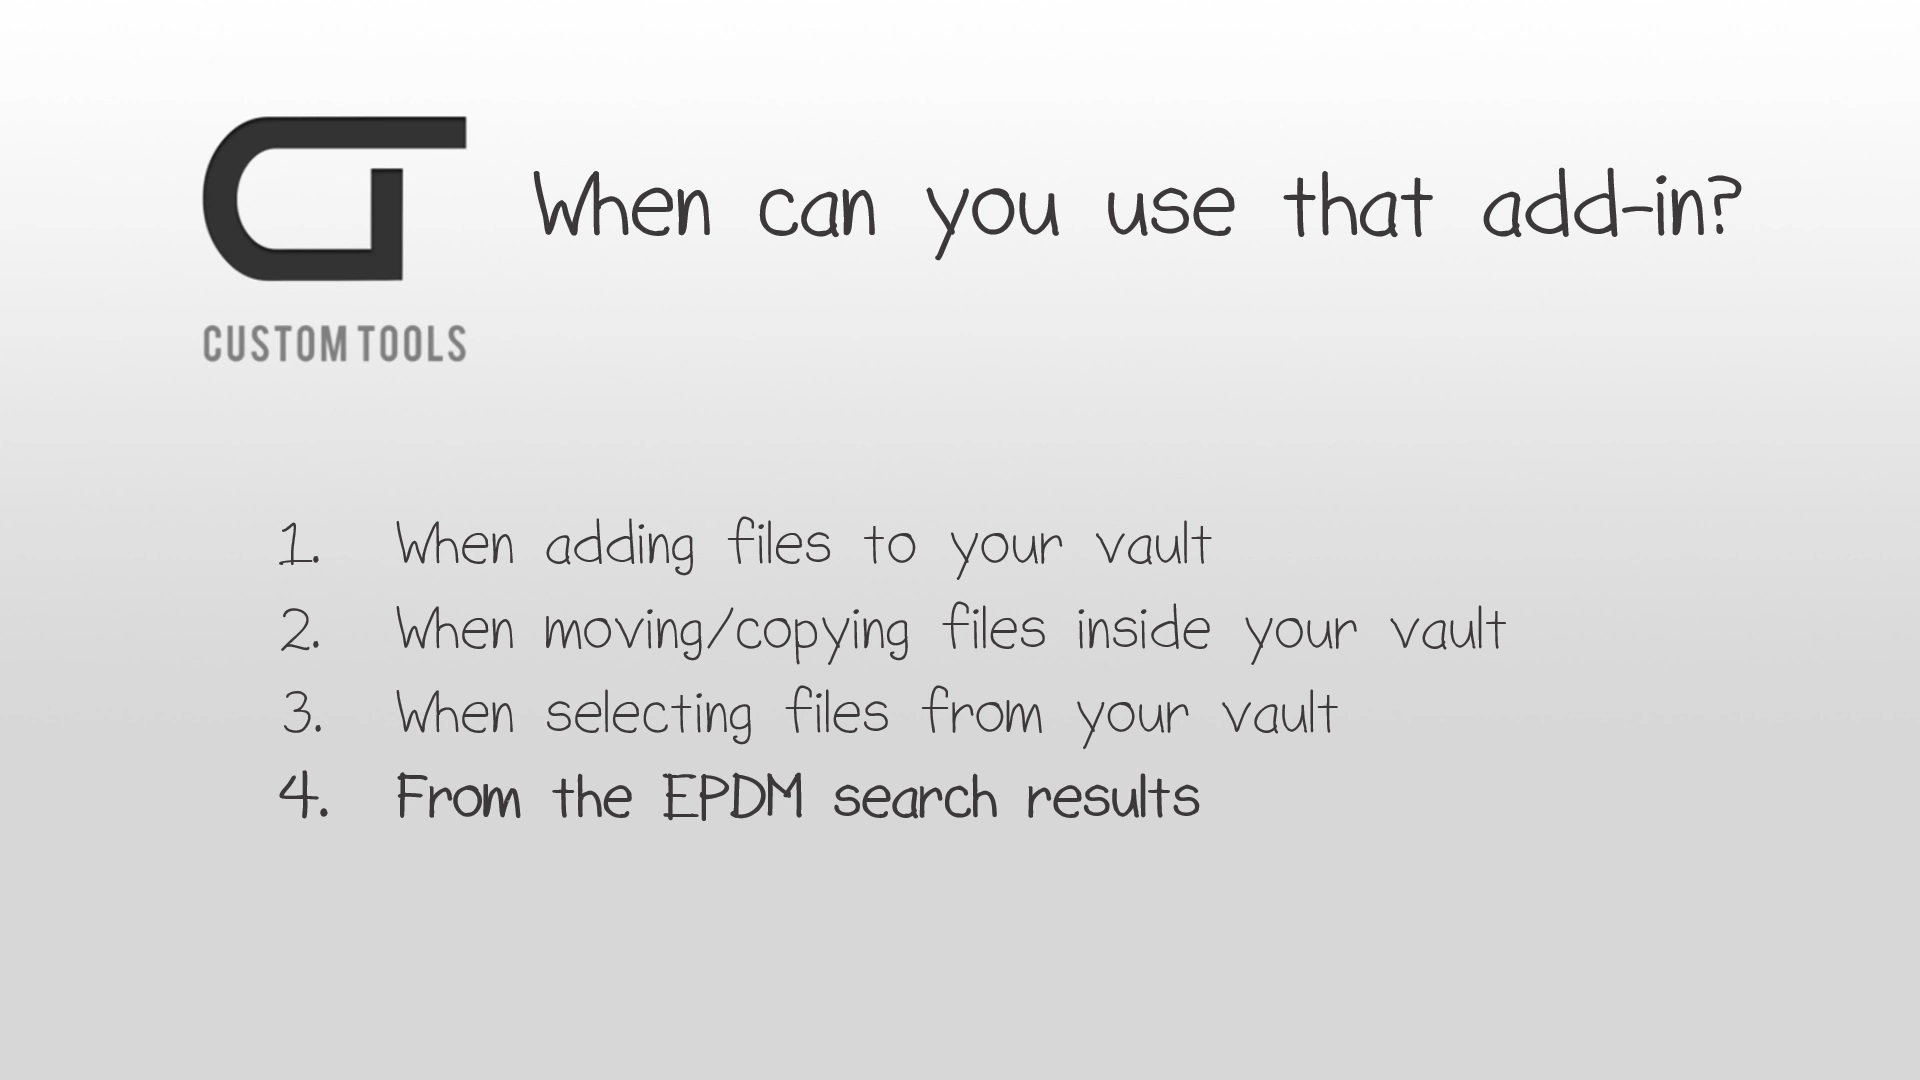 When can you use that add-in?
CUSTOM TOOLS
1. When adding files to your vault
2. When moving/copying files inside your vault
3. When selecting files from your vault
4. From the EPDM search results